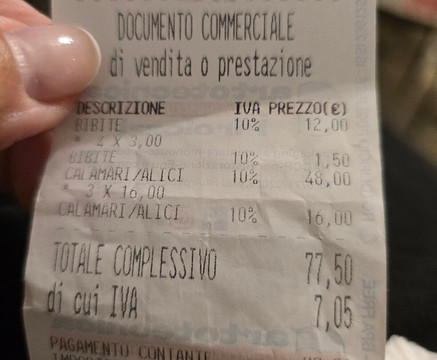 DOCUMENTO COMMERCIALE
di vendita o prestazione
DESCRIZIONE IVA PREZZO(€)
BIBITE 10% 12,00
* 4 X 3,00
BIBITE 10% 1,50
CALAMARI/ALICI 10% 48,00
* 3 X 16,00
CALAMARI/ALICI 10% 16,00
TOTALE COMPLESSIVO 77,50
di cui IVA 7,05
PAGAMENTO CONTANTE